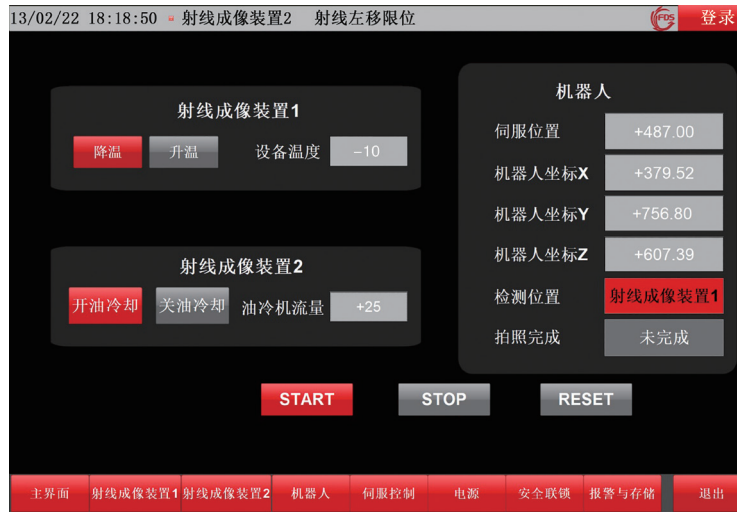 13/02/22 18:18:50 射线成像装置2 射线左移限位 IFDS 登录
射线成像装置1
降温 升温 设备温度 -10
射线成像装置2
开油冷却 关油冷却 油冷机流量 +25
机器人
伺服位置 +487.00
机器人坐标X +379.52
机器人坐标Y +756.80
机器人坐标Z +607.39
检测位置 射线成像装置1
拍照完成 未完成
START STOP RESET
主界面 射线成像装置1 射线成像装置2 机器人 伺服控制 电源 安全联锁 报警与存储 退出